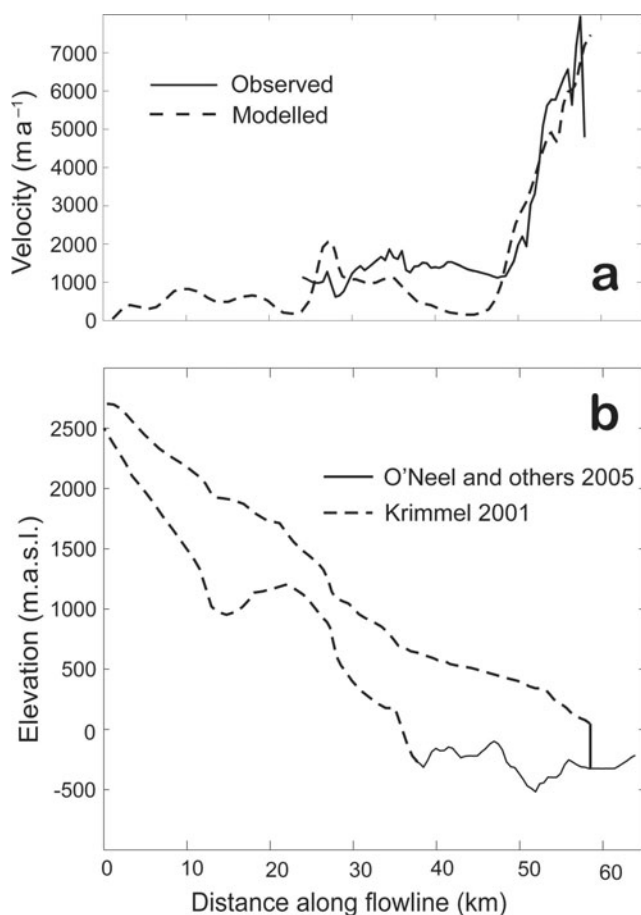 7000
6000
5000
4000
3000
2000
1000
0
Velocity (m a⁻¹)
Observed
Modelled
a
2500
2000
1500
1000
500
0
-500
Elevation (m.a.s.l.)
b
O'Neel and others 2005
Krimmel 2001
0 10 20 30 40 50 60
Distance along flowline (km)